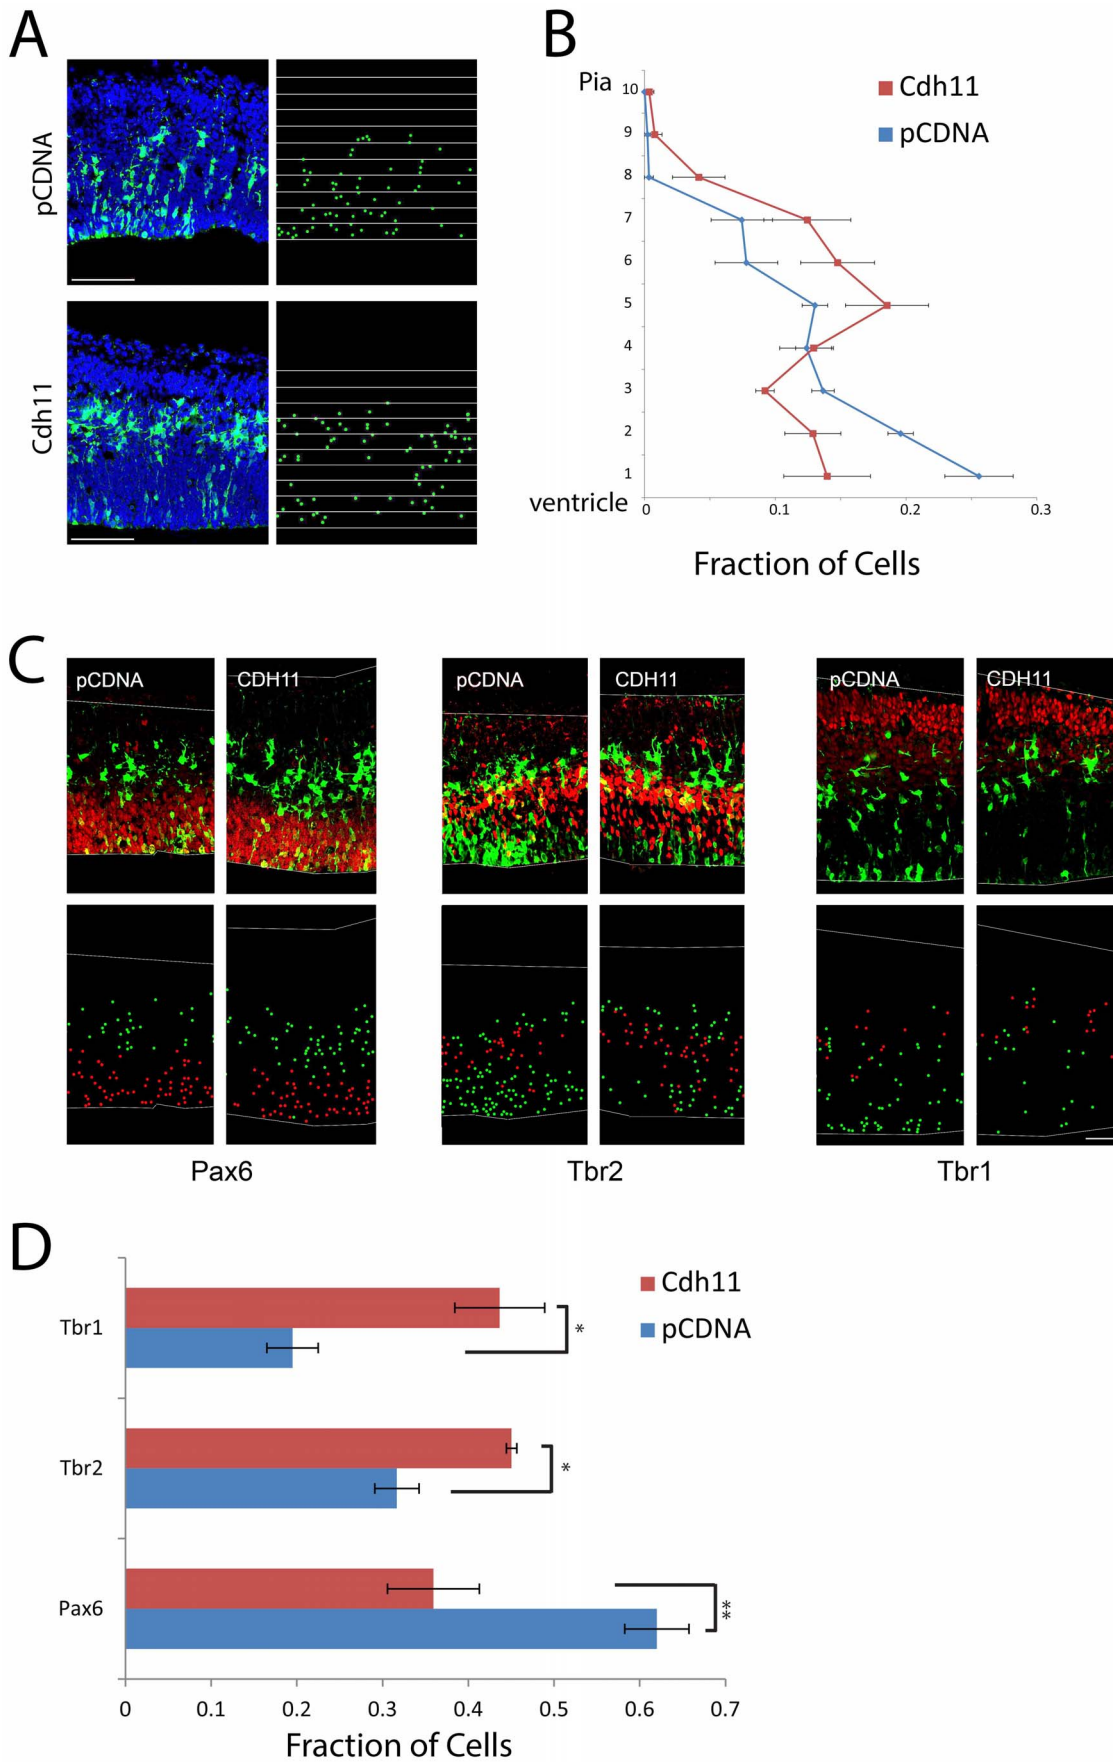 A
pCDNA
Cdh11
B
Pia
10
9
8
7
6
5
4
3
2
1
ventricle
0 0.1 0.2 0.3
Fraction of Cells
Cdh11
pCDNA
C
pCDNA CDH11 pCDNA CDH11 pCDNA CDH11
Pax6 Tbr2 Tbr1
D
Cdh11
pCDNA
Tbr1
*
Tbr2
*
Pax6
**
0 0.1 0.2 0.3 0.4 0.5 0.6 0.7
Fraction of Cells